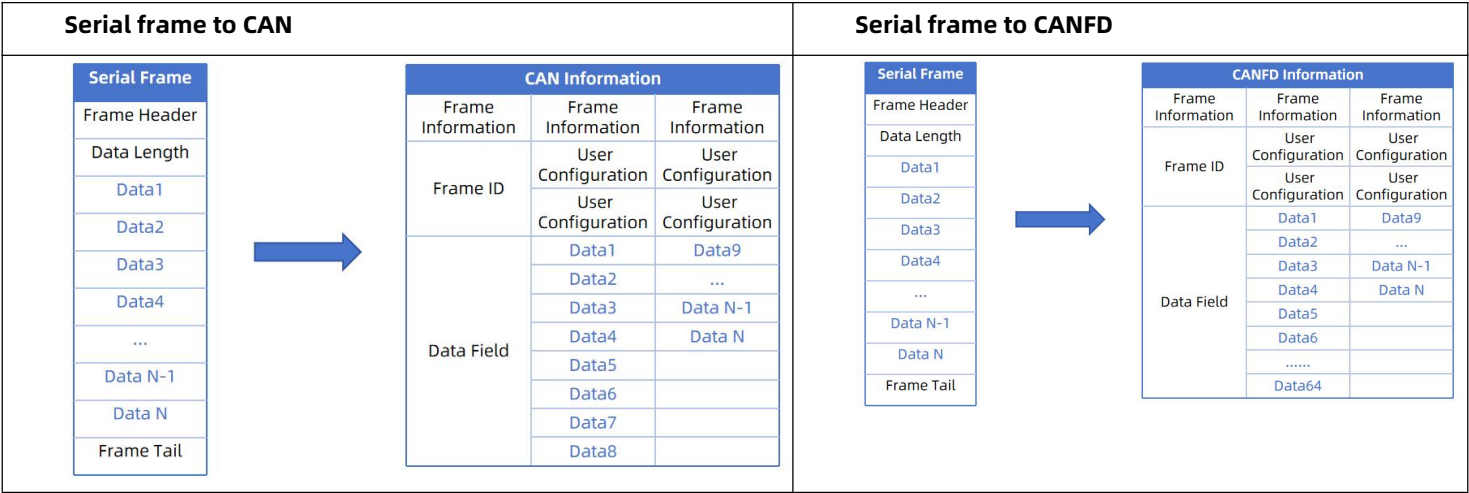 Serial frame to CAN
Serial Frame
Frame Header
Data Length
Data1
Data2
Data3
Data4
...
Data N-1
Data N
Frame Tail
CAN Information
Frame Information
Frame Information
Frame Information
Frame ID
User Configuration
User Configuration
User Configuration
User Configuration
Data Field
Data1
Data9
Data2
...
Data3
Data N-1
Data4
Data N
Data5
Data6
Data7
Data8
Serial frame to CANFD
Serial Frame
Frame Header
Data Length
Data1
Data2
Data3
Data4
...
Data N-1
Data N
Frame Tail
CANFD Information
Frame Information
Frame Information
Frame Information
Frame ID
User Configuration
User Configuration
User Configuration
User Configuration
Data Field
Data1
Data9
Data2
...
Data3
Data N-1
Data4
Data N
Data5
Data6
......
Data64